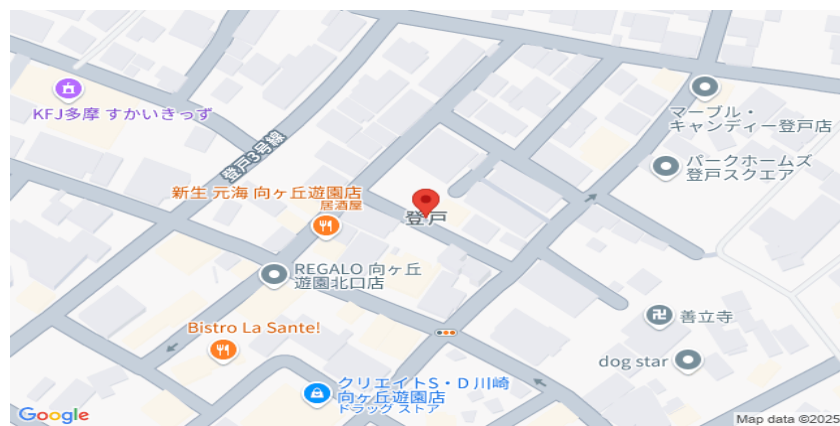 KFJ多摩 すかいきっず
登戸3号線
マーブル・
キャンディー登戸店
パークホームズ
登戸スクエア
新生 元海 向ヶ丘遊園店
居酒屋
登戸
REGALO 向ヶ丘
遊園北口店
善立寺
Bistro La Sante!
dog star
クリエイトS・D 川崎
向ヶ丘遊園店
ドラッグ ストア
Google
Map data ©2025